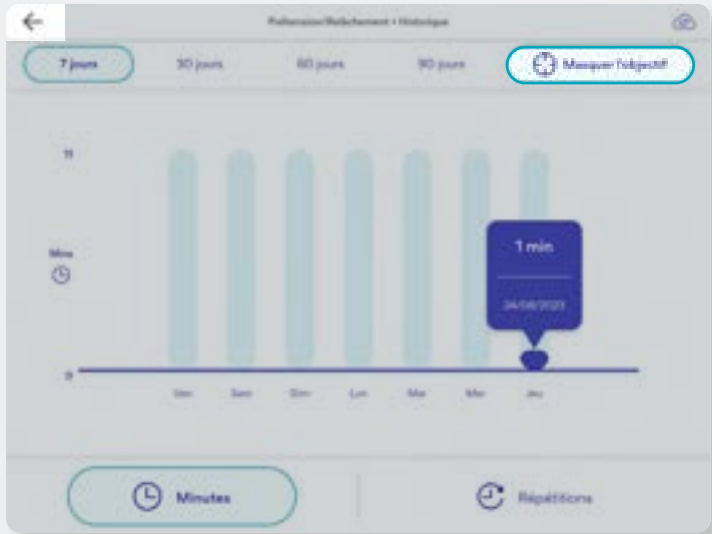 Préhension/Relâchement • Historique
7 jours
30 jours
60 jours
90 jours
Masquer l'objectif
11
Mins
0
1 min
24/08/2023
Ven
Sam
Dim
Lun
Mar
Mer
Jeu
Minutes
Répétitions